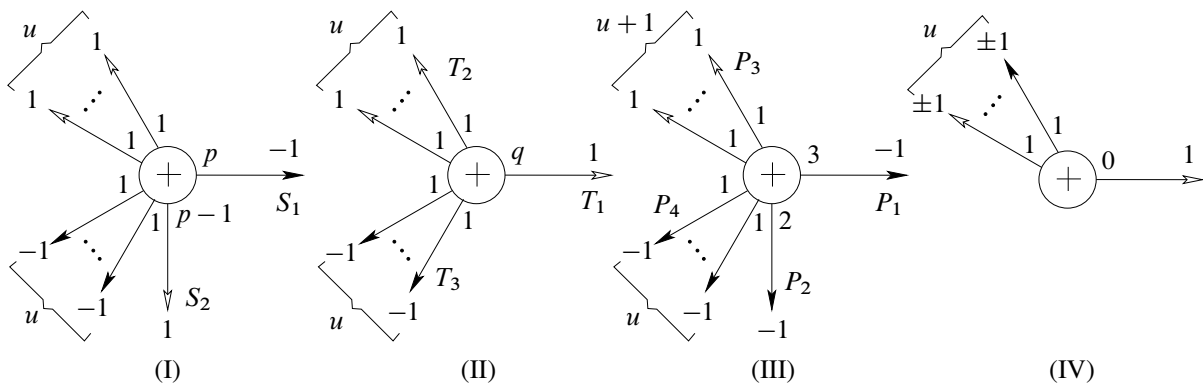 u 1 1 1 1 + p −1 S₁ 1 p − 1 1 −1 −1 S₂ 1 u
(I)
u 1 1 T₂ 1 1 + q 1 T₁ 1 1 −1 T₃ −1 u
(II)
u + 1 1 1 P₃ 1 1 + 3 −1 P₁ 1 1 2 P₄ −1 −1 P₂ −1 u
(III)
u ±1 ±1 1 1 + 0 1
(IV)